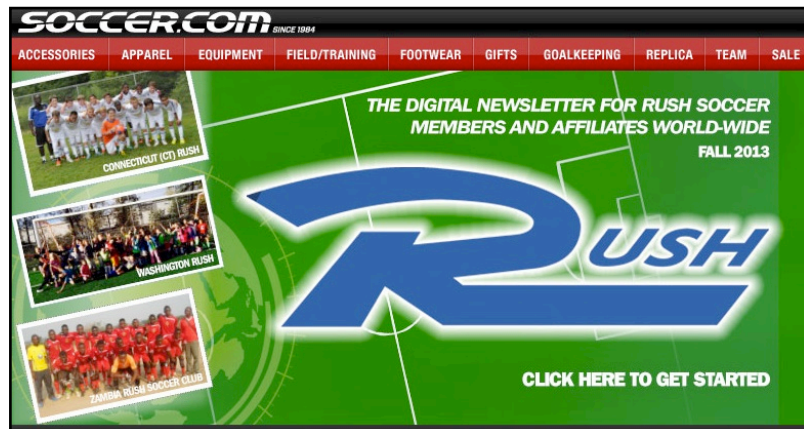 SOCCER.COM SINCE 1984
ACCESSORIES APPAREL EQUIPMENT FIELD/TRAINING FOOTWEAR GIFTS GOALKEEPING REPLICA TEAM SALE
THE DIGITAL NEWSLETTER FOR RUSH SOCCER
MEMBERS AND AFFILIATES WORLD-WIDE
FALL 2013
CONNECTICUT (CT) RUSH
WASHINGTON RUSH
ZAMBIA RUSH SOCCER CLUB
RUSH
CLICK HERE TO GET STARTED